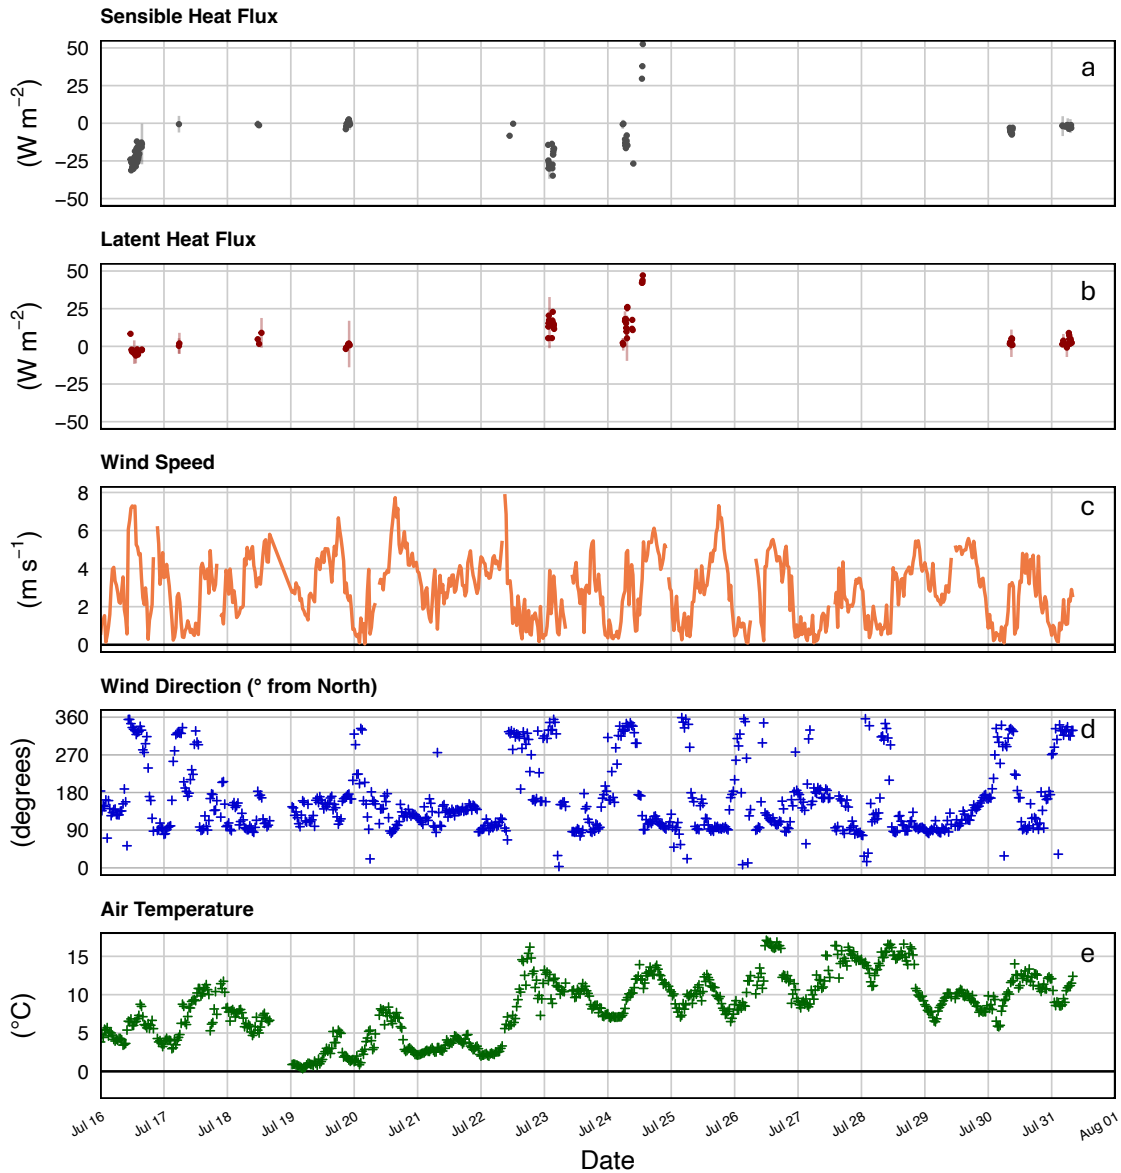 Sensible Heat Flux
a
(W m−2)
50
25
0
−25
−50
Latent Heat Flux
b
(W m−2)
50
25
0
−25
−50
Wind Speed
c
(m s−1)
8
6
4
2
0
Wind Direction (° from North)
d
(degrees)
360
270
180
90
0
Air Temperature
e
(°C)
15
10
5
0
Jul 16
Jul 17
Jul 18
Jul 19
Jul 20
Jul 21
Jul 22
Jul 23
Jul 24
Jul 25
Jul 26
Jul 27
Jul 28
Jul 29
Jul 30
Jul 31
Aug 01
Date